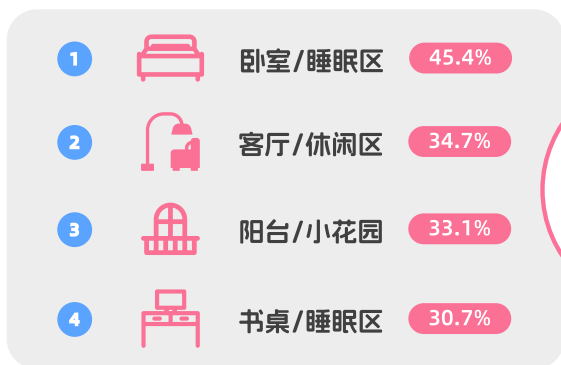 1 卧室/睡眠区 45.4%
2 客厅/休闲区 34.7%
3 阳台/小花园 33.1%
4 书桌/睡眠区 30.7%